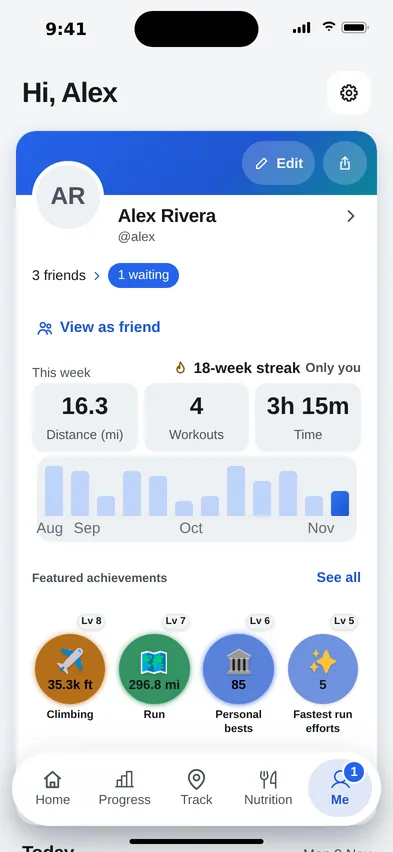 9:41
Hi, Alex
Edit
AR
Alex Rivera
@alex
3 friends
1 waiting
View as friend
This week
18-week streak Only you
16.3
Distance (mi)
4
Workouts
3h 15m
Time
Aug Sep Oct Nov
Featured achievements
See all
Lv 8
35.3k ft
Climbing
Lv 7
296.8 mi
Run
Lv 6
85
Personal
bests
Lv 5
5
Fastest run
efforts
Home
Progress
Track
Nutrition
1
Me
Today
Mon 9 Nov